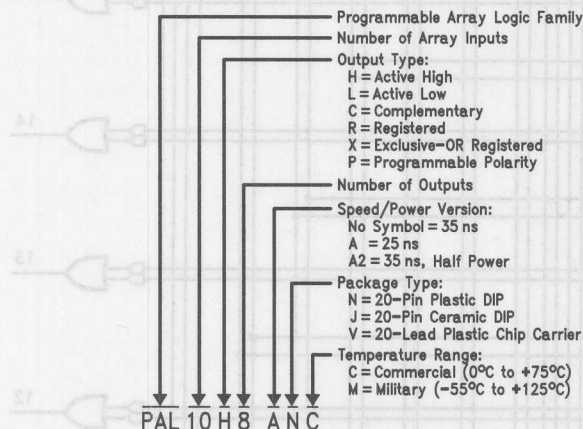 Programmable Array Logic Family
Number of Array Inputs
Output Type:
H = Active High
L = Active Low
C = Complementary
R = Registered
X = Exclusive-OR Registered
P = Programmable Polarity
Number of Outputs
Speed/Power Version:
No Symbol = 35 ns
A = 25 ns
A2 = 35 ns, Half Power
Package Type:
N = 20-Pin Plastic DIP
J = 20-Pin Ceramic DIP
V = 20-Lead Plastic Chip Carrier
Temperature Range:
C = Commercial (0°C to +75°C)
M = Military (-55°C to +125°C)
PAL 10 H 8 A N C
14
13
12